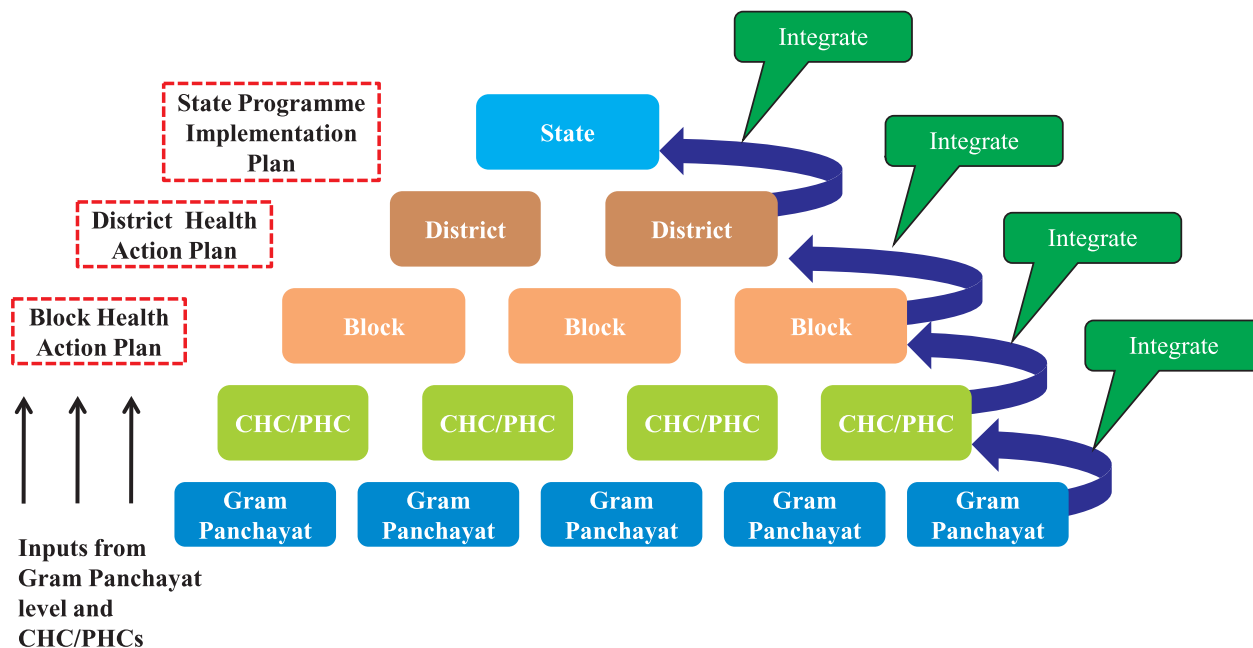 Integrate
State Programme
Implementation
Plan
State
Integrate
District Health
Action Plan
District
District
Integrate
Block Health
Action Plan
Block
Block
Block
Integrate
CHC/PHC
CHC/PHC
CHC/PHC
CHC/PHC
Gram
Panchayat
Gram
Panchayat
Gram
Panchayat
Gram
Panchayat
Gram
Panchayat
Inputs from
Gram Panchayat
level and
CHC/PHCs